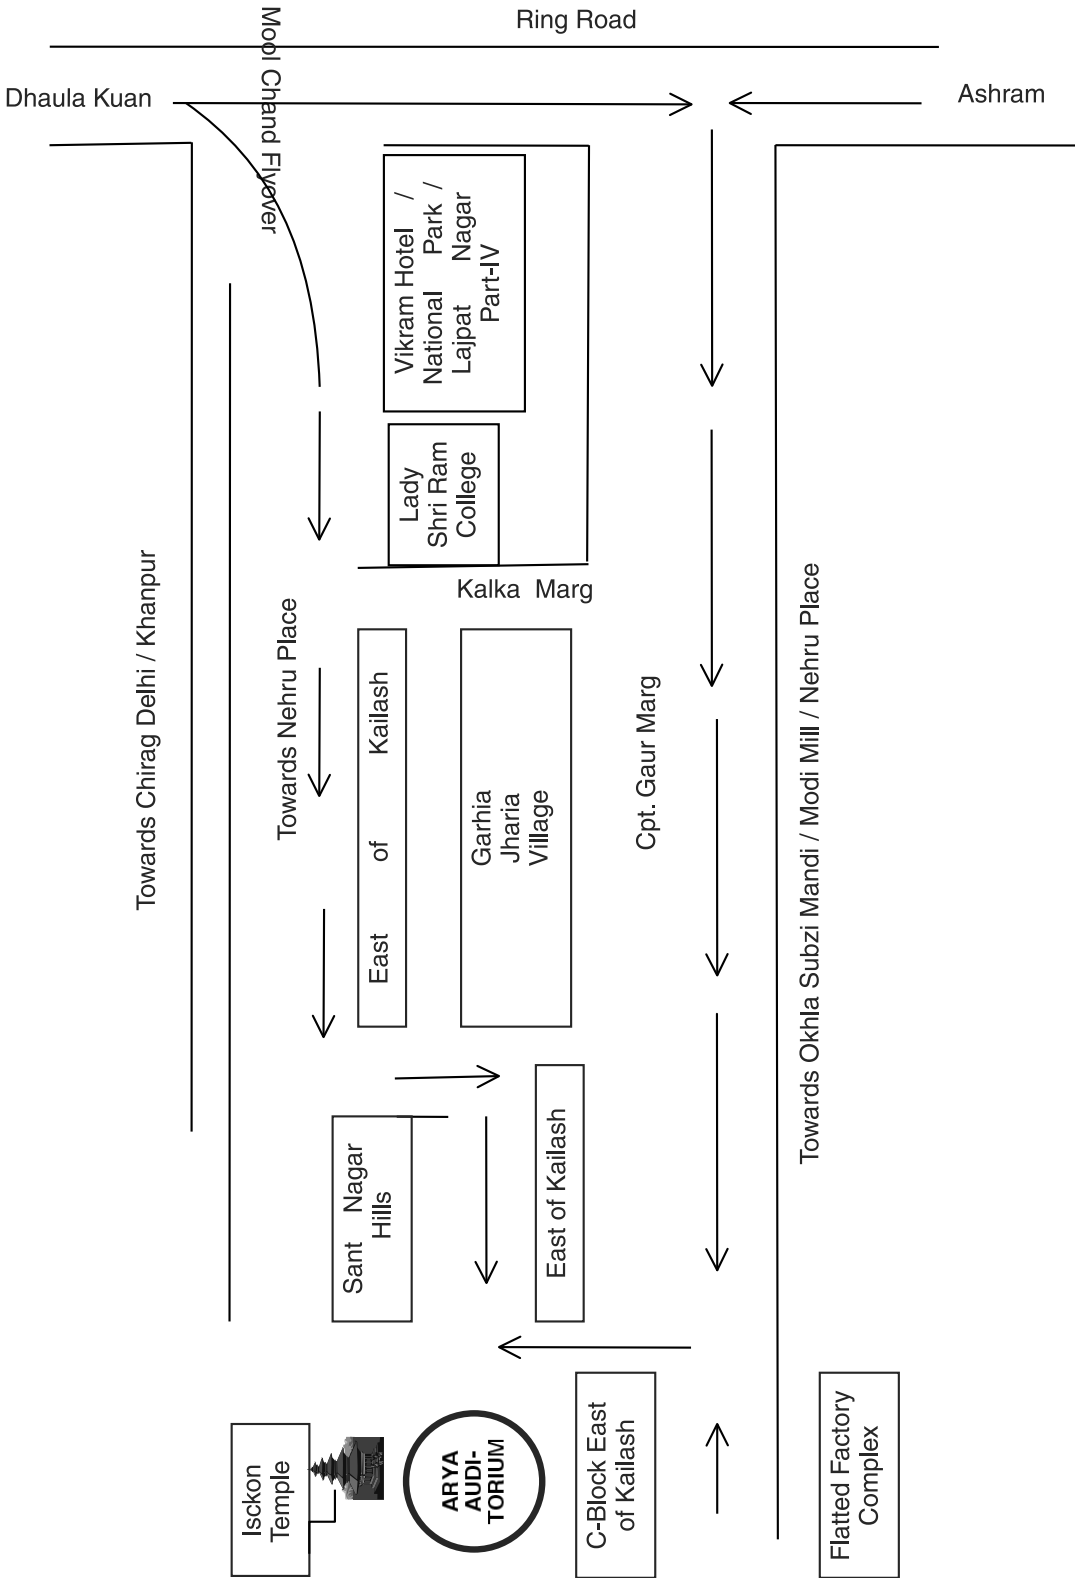 Ring Road
Dhaula Kuan
Ashram
Mool Chand Flyover
Vikram Hotel /
National Park /
Lajpat Nagar
Part-IV
Lady
Shri Ram
College
Kalka Marg
Towards Chirag Delhi / Khanpur
Towards Nehru Place
East of Kailash
Garhia
Jharia
Village
Cpt. Gaur Marg
Towards Okhla Subzi Mandi / Modi Mill / Nehru Place
Sant Nagar
Hills
East of Kailash
Isckon
Temple
ARYA
AUDI-
TORIUM
C-Block East
of Kailash
Flatted Factory
Complex